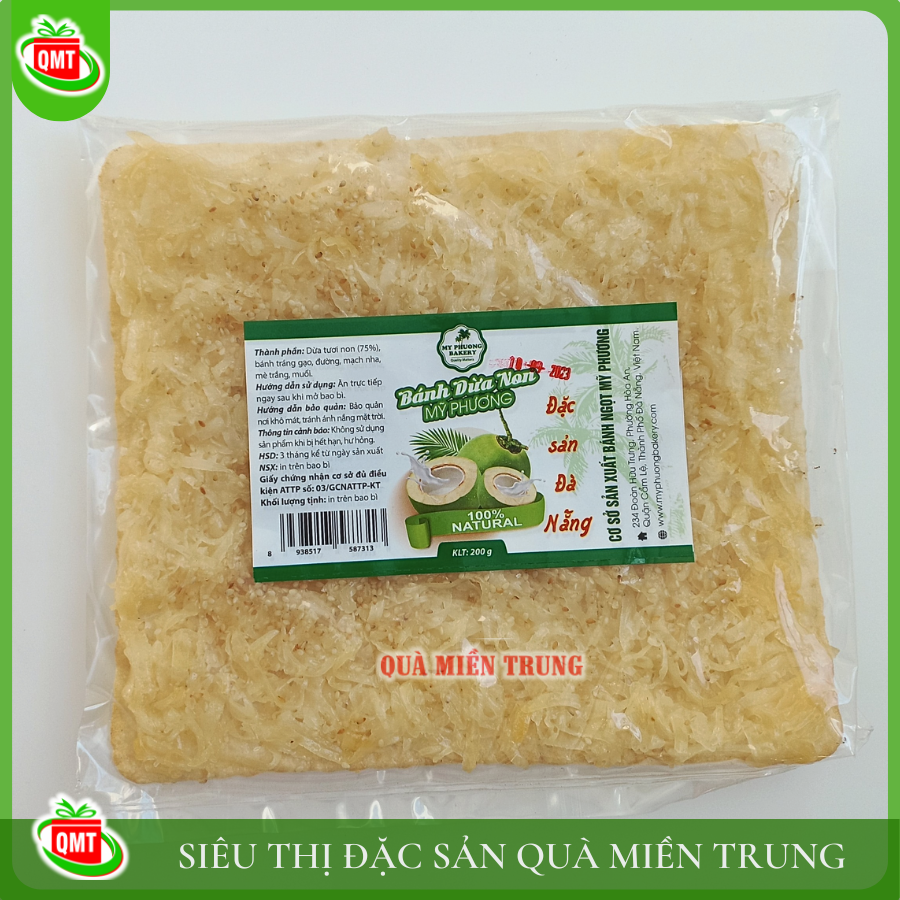 QMT
Thành phần: Dừa tươi non (75%),
bánh tráng gạo, đường, mạch nha,
mè trắng, muối.
Hướng dẫn sử dụng: Ăn trực tiếp
ngay sau khi mở bao bì.
Hướng dẫn bảo quản: Bảo quản
nơi khô mát, tránh ánh nắng mặt trời.
Thông tin cảnh báo: Không sử dụng
sản phẩm khi bị hết hạn, hư hỏng.
HSD: 3 tháng kể từ ngày sản xuất
NSX: in trên bao bì
Giấy chứng nhận cơ sở đủ điều
kiện ATTP số: 03/GCNATTP-KT
Khối lượng tịnh: in trên bao bì
8 938517 587313
MY PHUONG
BAKERY
Bánh Dừa Non
MỸ PHƯƠNG
100%
NATURAL
KLT: 200 g
Đặc
sản
Đà
Nẵng
CƠ SỞ SẢN XUẤT BÁNH NGỌT MỸ PHƯƠNG
234 Đoàn Hữu Trưng, Phường Hòa An,
Quận Cẩm Lệ, Thành Phố Đà Nẵng, Việt Nam.
www.myphuongbakery.com
QUÀ MIỀN TRUNG
QMT
SIÊU THỊ ĐẶC SẢN QUÀ MIỀN TRUNG